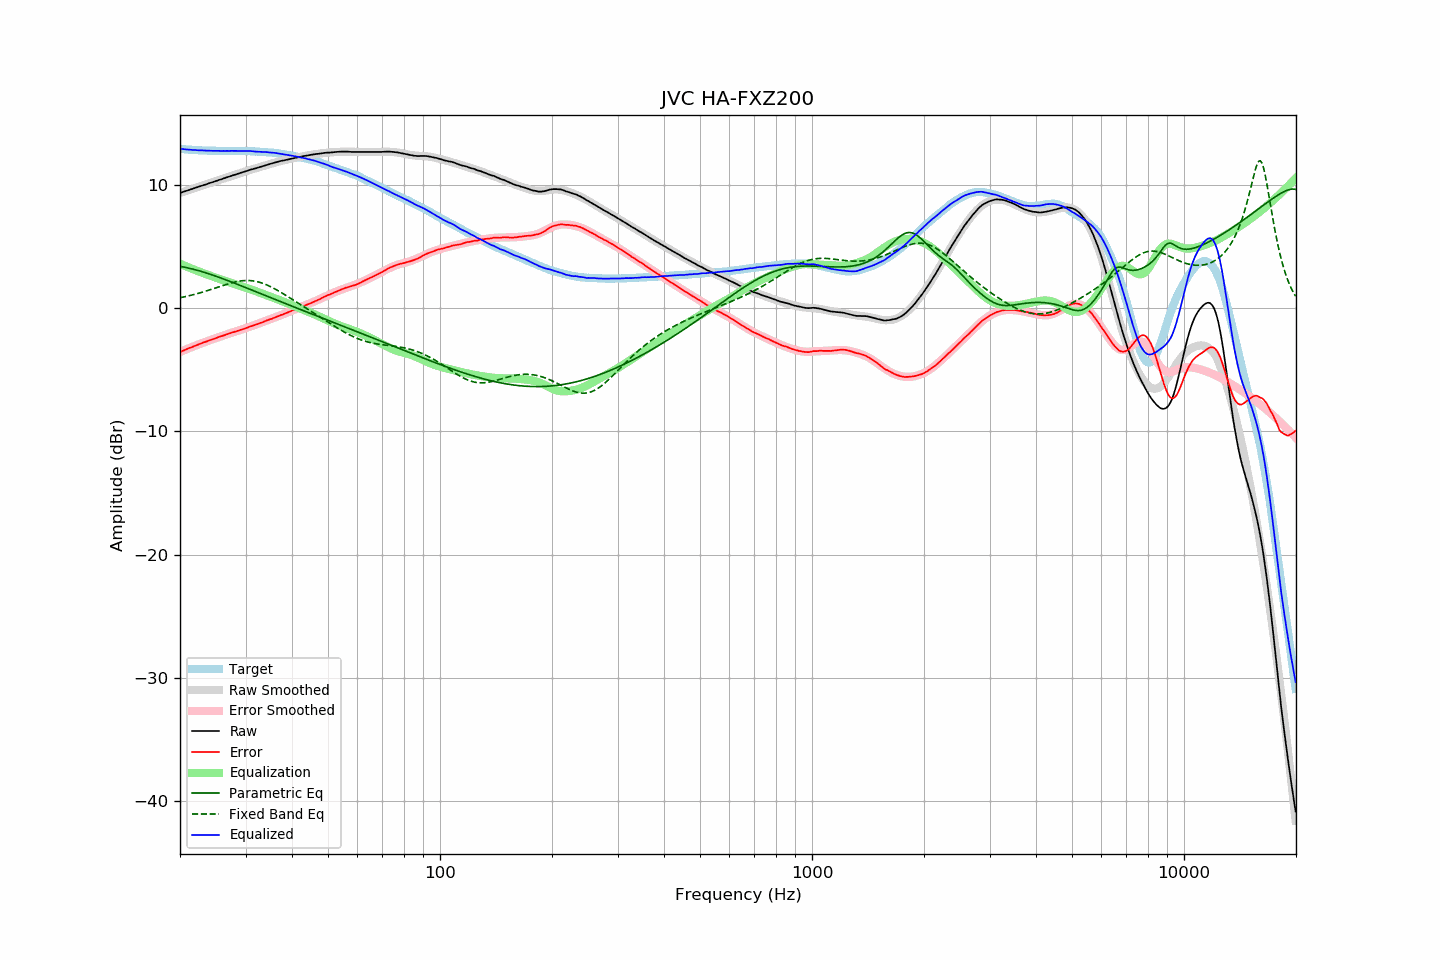 JVC HA-FXZ200
10
0
−10
−20
−30
−40
Amplitude (dBr)
Target
Raw Smoothed
Error Smoothed
Raw
Error
Equalization
Parametric Eq
Fixed Band Eq
Equalized
100 1000 10000
Frequency (Hz)